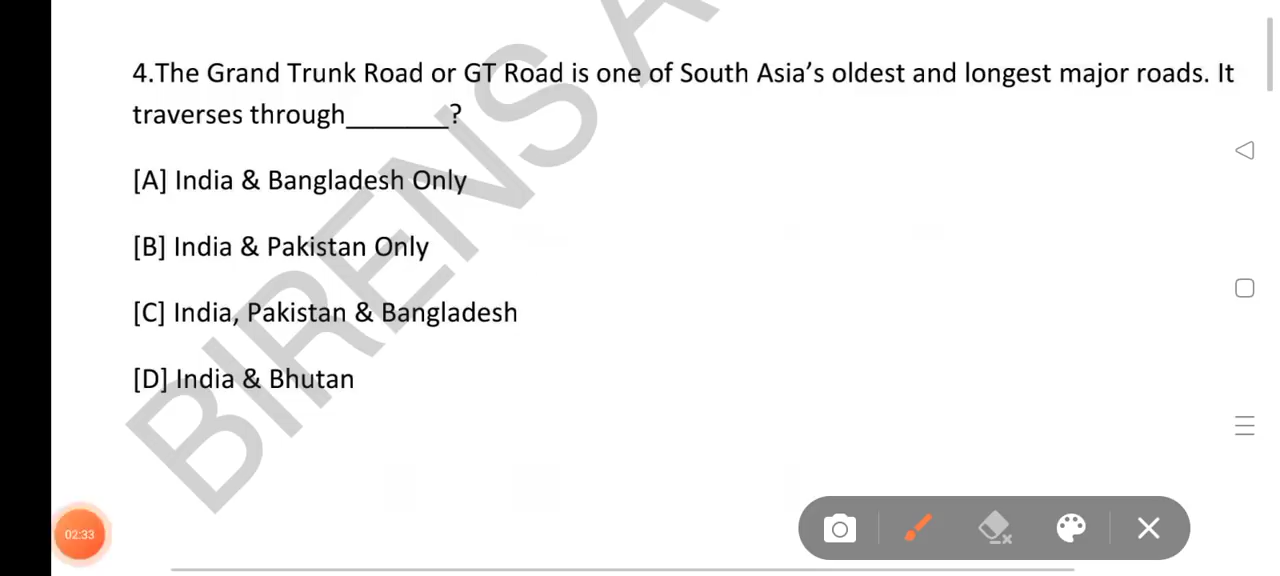 4.The Grand Trunk Road or GT Road is one of South Asia’s oldest and longest major roads. It
traverses through_______?
[A] India & Bangladesh Only
[B] India & Pakistan Only
[C] India, Pakistan & Bangladesh
[D] India & Bhutan
BIRENS A
02:33